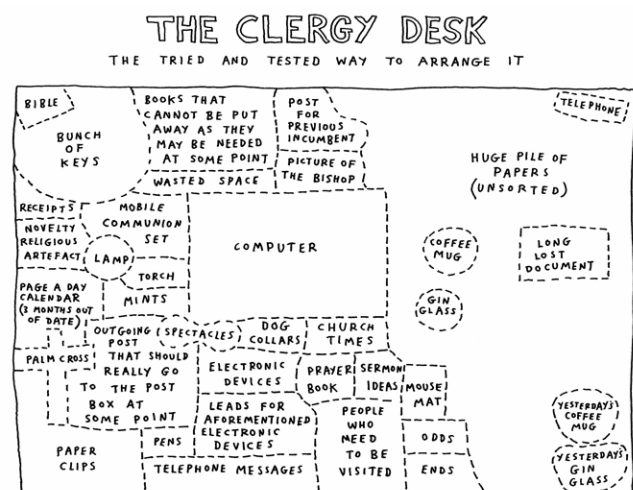 THE CLERGY DESK
THE TRIED AND TESTED WAY TO ARRANGE IT
BIBLE
BUNCH
OF
KEYS
BOOKS THAT
CANNOT BE PUT
AWAY AS THEY
MAY BE NEEDED
AT SOME POINT
POST
FOR
PREVIOUS
INCUMBENT
TELEPHONE
WASTED SPACE
PICTURE OF
THE BISHOP
HUGE PILE OF
PAPERS
(UNSORTED)
RECEIPTS
NOVELTY
RELIGIOUS
ARTEFACT
MOBILE
COMMUNION
SET
LAMP
TORCH
MINTS
COMPUTER
COFFEE
MUG
LONG
LOST
DOCUMENT
GIN
GLASS
PAGE A DAY
CALENDAR
(3 MONTHS OUT
OF DATE)
OUTGOING
POST
THAT SHOULD
REALLY GO
TO THE POST
BOX AT
SOME POINT
SPECTACLES
DOG
COLLARS
CHURCH
TIMES
PALM CROSS
ELECTRONIC
DEVICES
PRAYER
BOOK
SERMON
IDEAS
MOUSE
MAT
LEADS FOR
AFOREMENTIONED
ELECTRONIC
DEVICES
PEOPLE
WHO
NEED
TO BE
VISITED
ODDS
ENDS
YESTERDAY'S
COFFEE
MUG
YESTERDAY'S
GIN
GLASS
PAPER
CLIPS
PENS
TELEPHONE MESSAGES